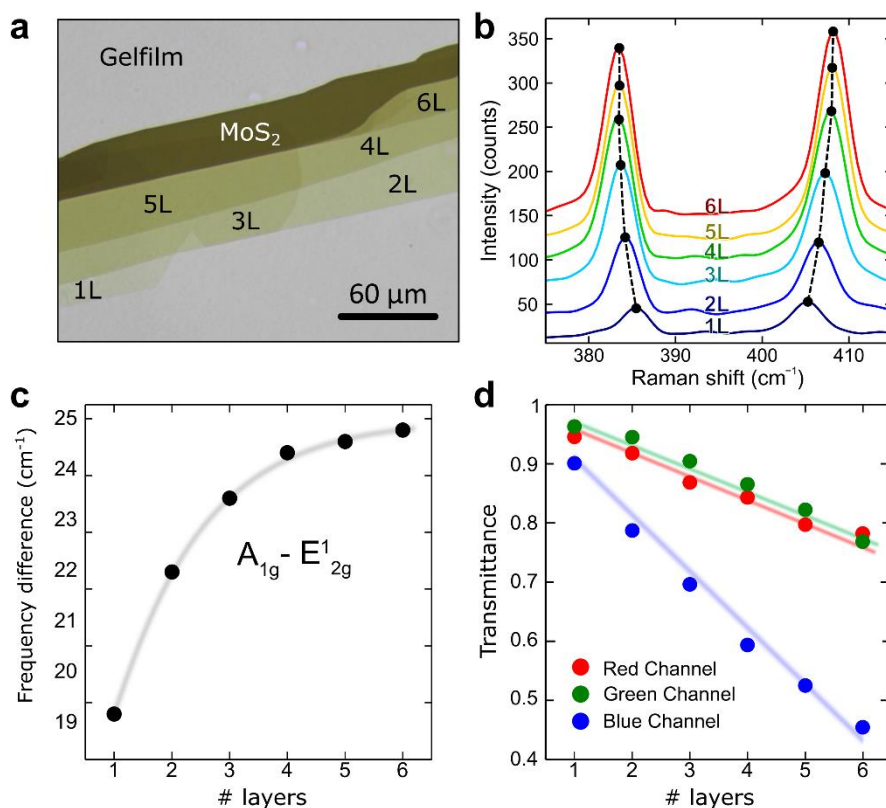 a
Gelfilm
MoS₂
6L
4L
2L
5L
3L
1L
60 µm
b
Intensity (counts)
350
300
250
200
150
100
50
6L
5L
4L
3L
2L
1L
380 390 400 410
Raman shift (cm⁻¹)
c
Frequency difference (cm⁻¹)
25
24
23
22
21
20
19
A₁g - E¹₂g
1 2 3 4 5 6
# layers
d
Transmittance
1
0.9
0.8
0.7
0.6
0.5
0.4
Red Channel
Green Channel
Blue Channel
1 2 3 4 5 6
# layers